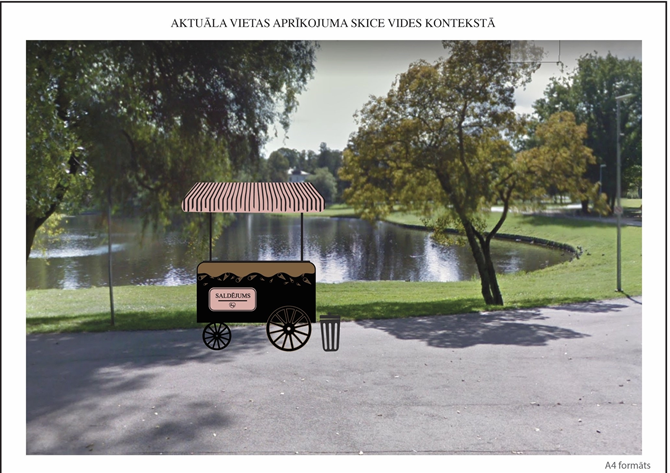 AKTUĀLA VIETAS APRĪKOJUMA SKICE VIDES KONTEKSTĀ
SALDĒJUMS
A4 formāts